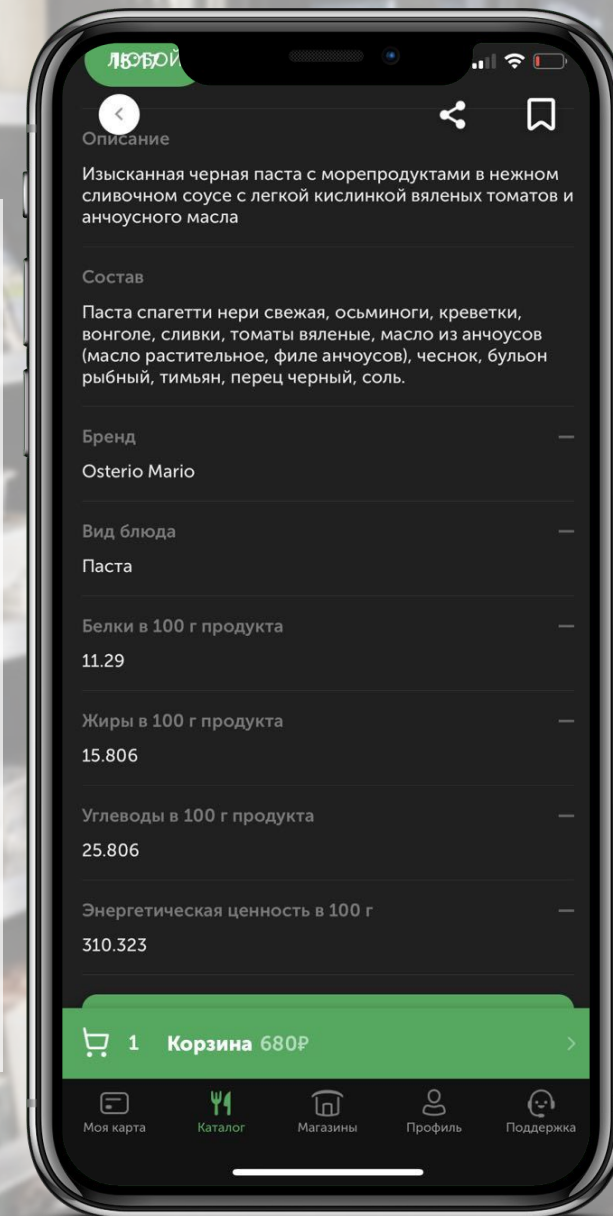 ЛЮБОЙ
15:17
Описание
Изысканная черная паста с морепродуктами в нежном
сливочном соусе с легкой кислинкой вяленых томатов и
анчоусного масла
Состав
Паста спагетти нери свежая, осьминоги, креветки,
вонголе, сливки, томаты вяленые, масло из анчоусов
(масло растительное, филе анчоусов), чеснок, бульон
рыбный, тимьян, перец черный, соль.
Бренд
Osterio Mario
Вид блюда
Паста
Белки в 100 г продукта
11.29
Жиры в 100 г продукта
15.806
Углеводы в 100 г продукта
25.806
Энергетическая ценность в 100 г
310.323
1 Корзина 680₽
Моя карта Каталог Магазины Профиль Поддержка